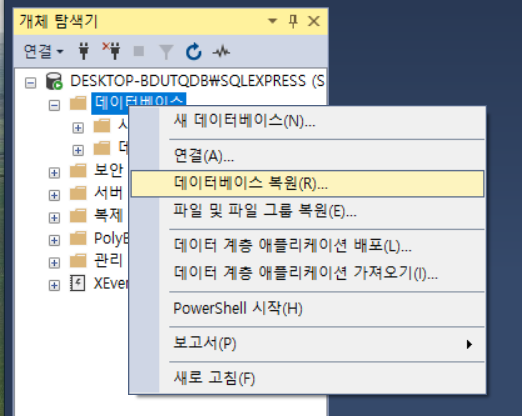 개체 탐색기
연결
DESKTOP-BDUTQDB₩SQLEXPRESS (S
데이터베이스
새 데이터베이스(N)...
연결(A)...
데이터베이스 복원(R)...
보안
서버
파일 및 파일 그룹 복원(E)...
복제
데이터 계층 애플리케이션 배포(L)...
관리
데이터 계층 애플리케이션 가져오기(I)...
PowerShell 시작(H)
보고서(P)
새로 고침(F)